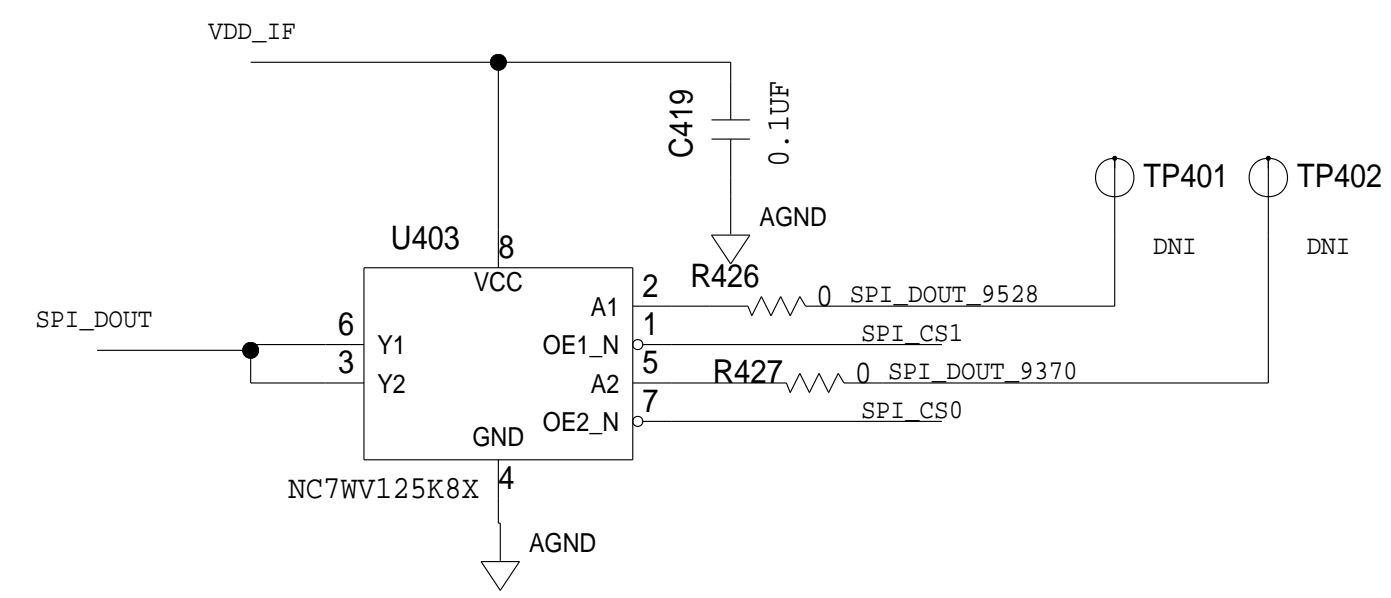 VDD_IF
C419
0.1UF
AGND
TP401
TP402
DNI
DNI
U403
8
VCC
R426
2
A1
0
SPI_DOUT_9528
SPI_DOUT
6
Y1
1
OE1_N
SPI_CS1
3
Y2
5
A2
R427
0
SPI_DOUT_9370
7
OE2_N
SPI_CS0
GND
NC7WV125K8X
4
AGND